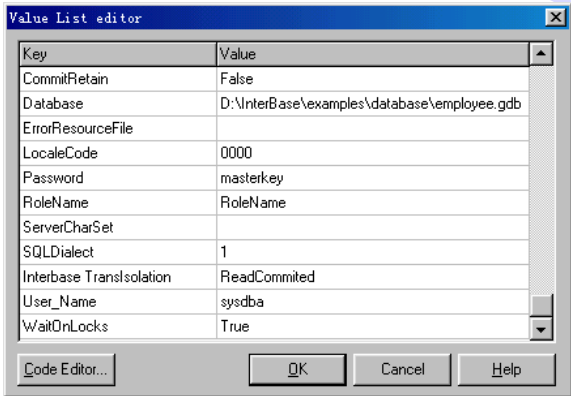 Value List editor
Key Value
CommitRetain False
Database D:\InterBase\examples\database\employee.gdb
ErrorResourceFile
LocaleCode 0000
Password masterkey
RoleName RoleName
ServerCharSet
SQLDialect 1
Interbase TransIsolation ReadCommited
User_Name sysdba
WaitOnLocks True
Code Editor... OK Cancel Help